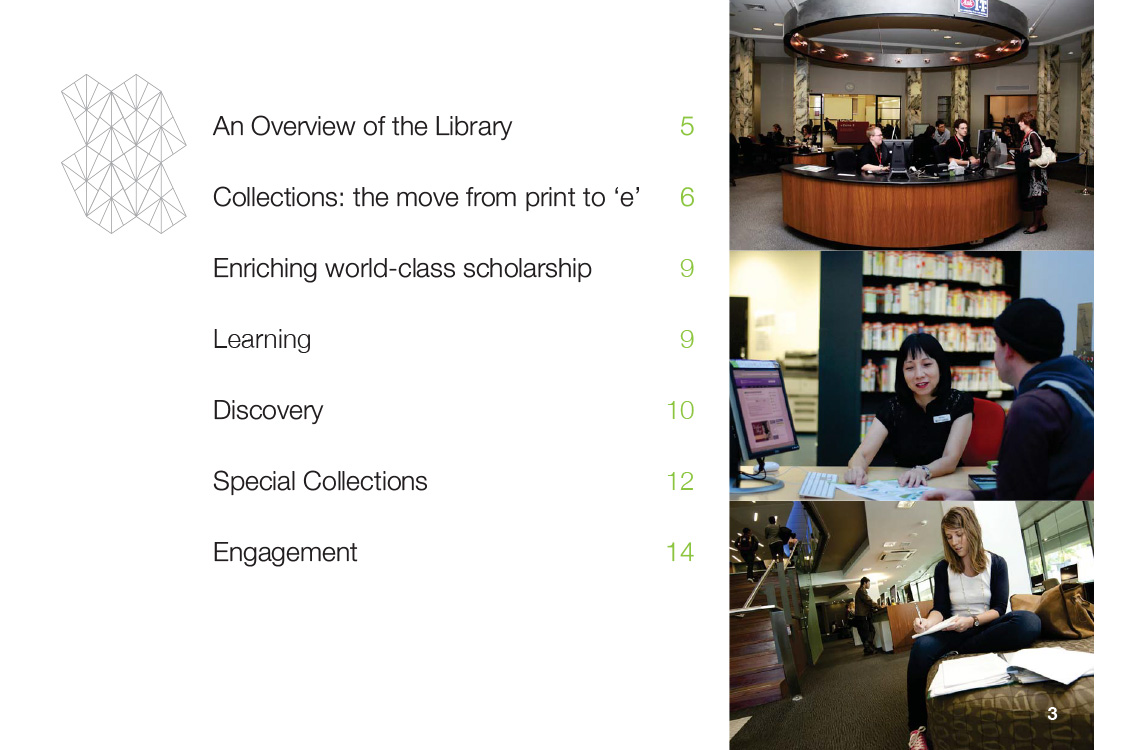 An Overview of the Library 5
Collections: the move from print to ‘e’ 6
Enriching world-class scholarship 9
Learning 9
Discovery 10
Special Collections 12
Engagement 14
3